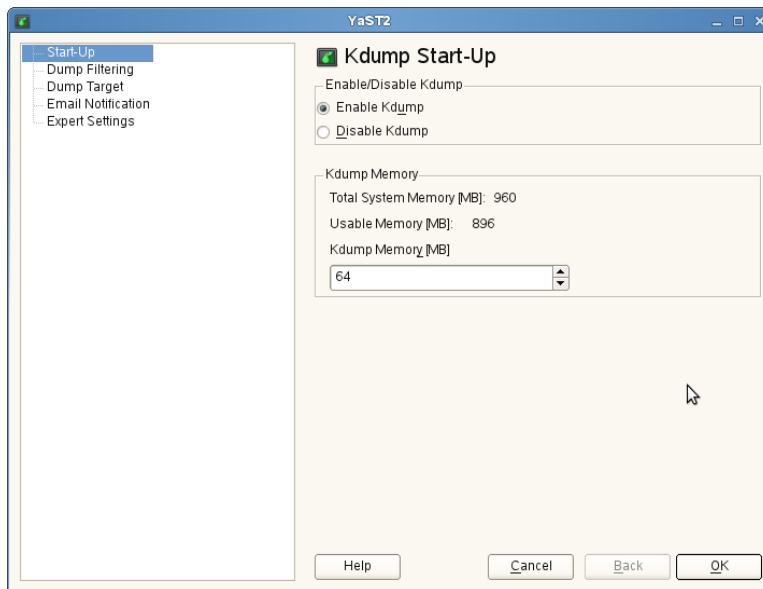 YaST2
Start-Up
Dump Filtering
Dump Target
Email Notification
Expert Settings
Kdump Start-Up
Enable/Disable Kdump
Enable Kdump
Disable Kdump
Kdump Memory
Total System Memory [MB]: 960
Usable Memory [MB]: 896
Kdump Memory [MB]
64
Help
Cancel
Back
OK